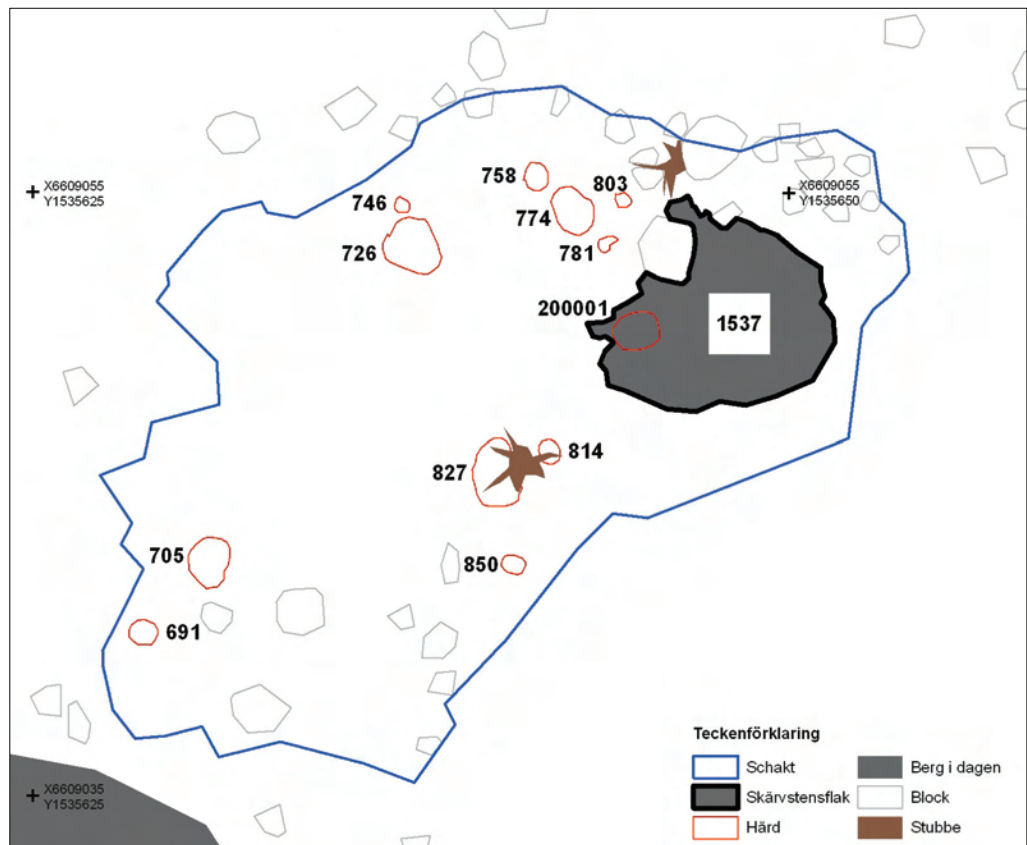 X6609055
Y1535625
758
803
X6609055
Y1535650
746
774
726
781
200001
1537
827
814
705
850
691
Teckenförklaring
Schakt
Berg i dagen
Skärvstensflak
Block
Härd
Stubbe
X6609035
Y1535625